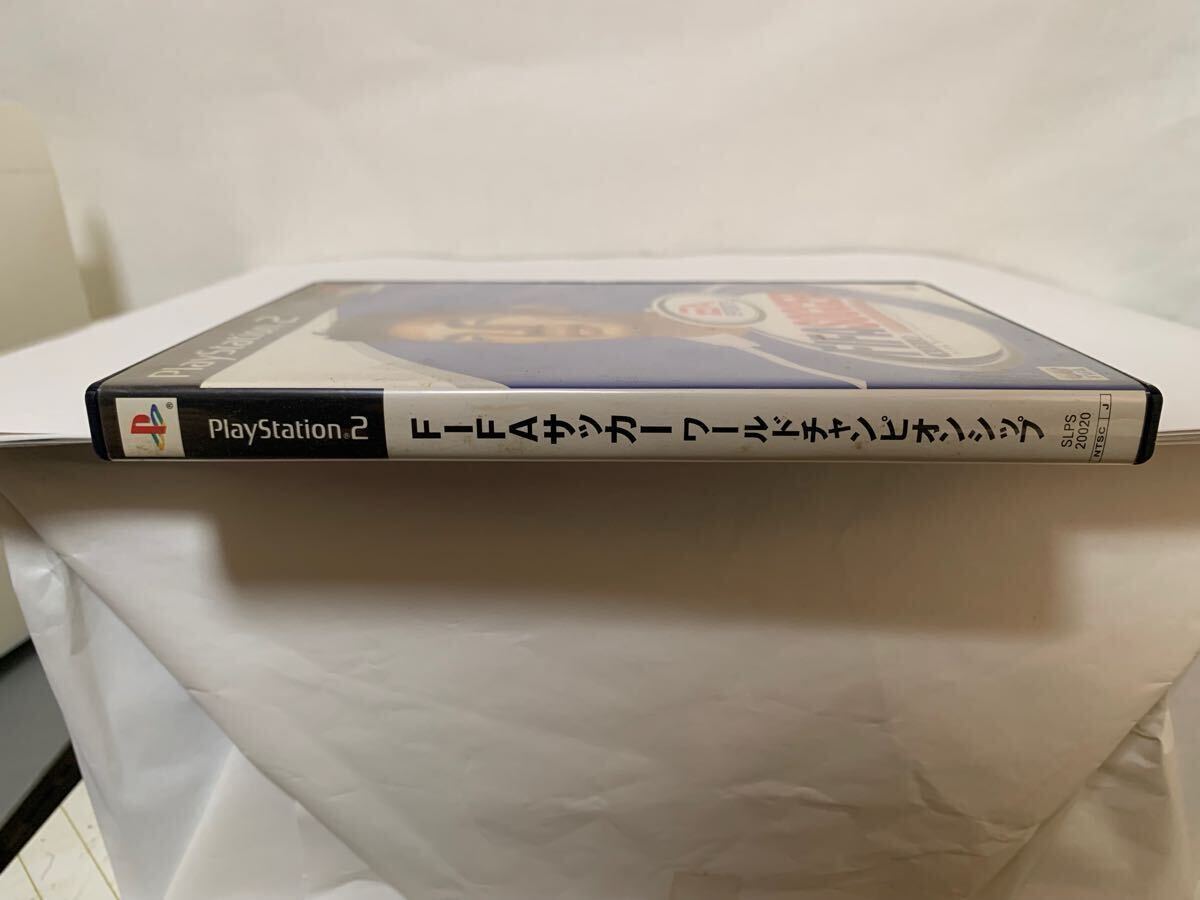 PlayStation 2
PlayStation 2
FIFAサッカーワールドチャンピオンシップ
SLPS
20020
NTSC J